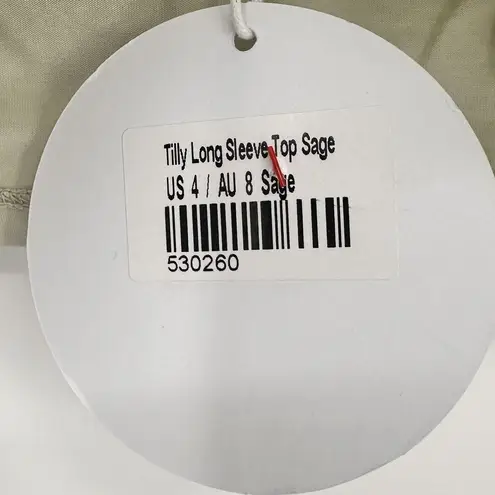 Tilly Long Sleeve Top Sage
US 4 / AU 8 Sage
530260